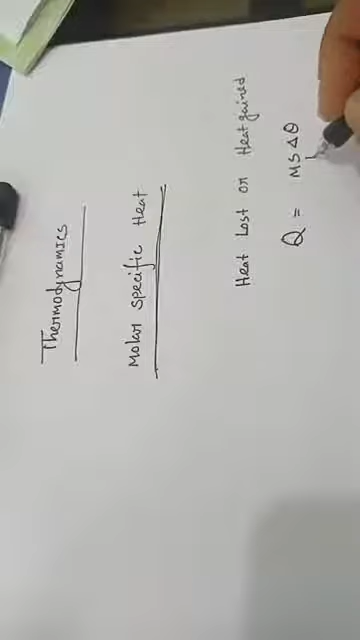 Thermodynamics
Molar specific Heat
Heat Lost or Heat gained
Q = MSΔθ